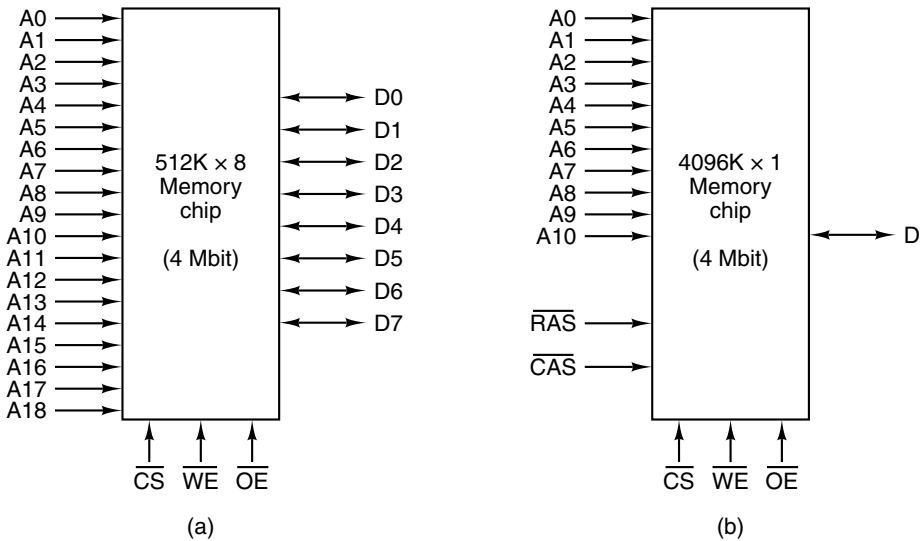 A0
A1
A2
A3
A4
A5
A6
A7
A8
A9
A10
A11
A12
A13
A14
A15
A16
A17
A18
512K × 8
Memory
chip
(4 Mbit)
D0
D1
D2
D3
D4
D5
D6
D7
CS WE OE
(a)
A0
A1
A2
A3
A4
A5
A6
A7
A8
A9
A10
RAS
CAS
4096K × 1
Memory
chip
(4 Mbit)
D
CS WE OE
(b)